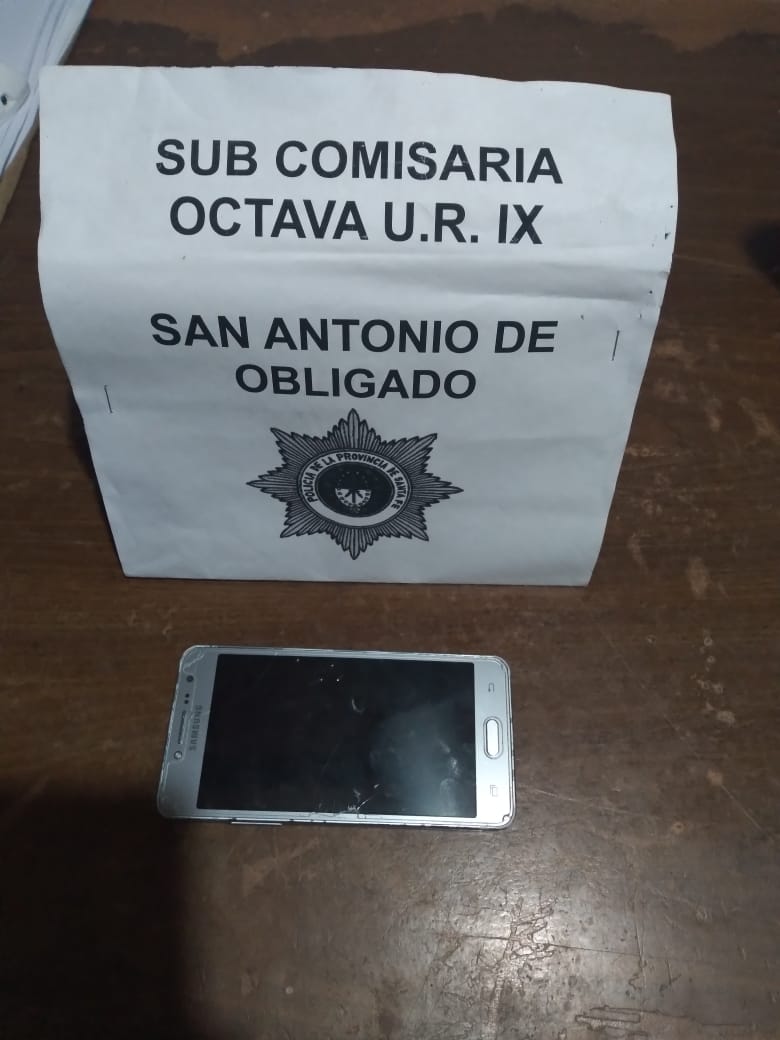 SUB COMISARIA
OCTAVA U.R. IX
SAN ANTONIO DE
OBLIGADO
POLICIA DE LA PROVINCIA DE SANTA FE
SAMSUNG